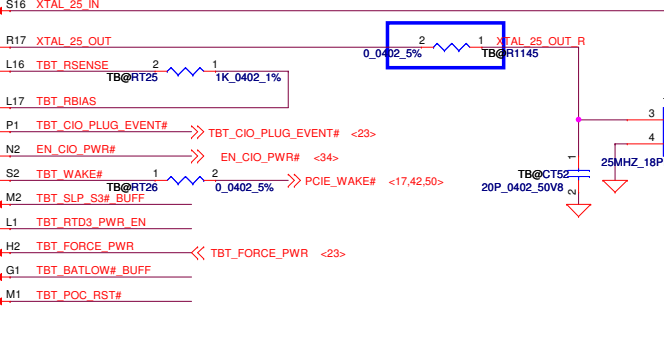 S16 XTAL_25_IN
R17 XTAL_25_OUT 2 1 XTAL_25_OUT_R
0_0402_5% TB@R1145
L16 TBT_RSENSE 2 1
TB@RT25 1K_0402_1%
L17 TBT_RBIAS
3
P1 TBT_CIO_PLUG_EVENT# TBT_CIO_PLUG_EVENT# <23>
4
N2 EN_CIO_PWR# EN_CIO_PWR# <34>
1
25MHZ_18P
S2 TBT_WAKE# 1 2 PCIE_WAKE# <17,42,50>
TB@RT26 0_0402_5%
TB@CT52
20P_0402_50V8
2
M2 TBT_SLP_S3#_BUFF
L1 TBT_RTD3_PWR_EN
H2 TBT_FORCE_PWR TBT_FORCE_PWR <23>
G1 TBT_BATLOW#_BUFF
M1 TBT_POC_RST#